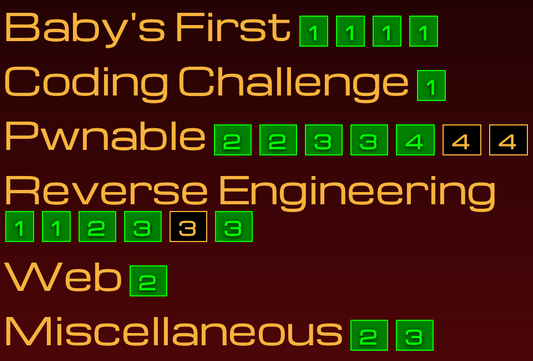 Baby's First 1 1 1 1
Coding Challenge 1
Pwnable 2 2 3 3 4 4 4
Reverse Engineering
1 1 2 3 3 3
Web 2
Miscellaneous 2 3